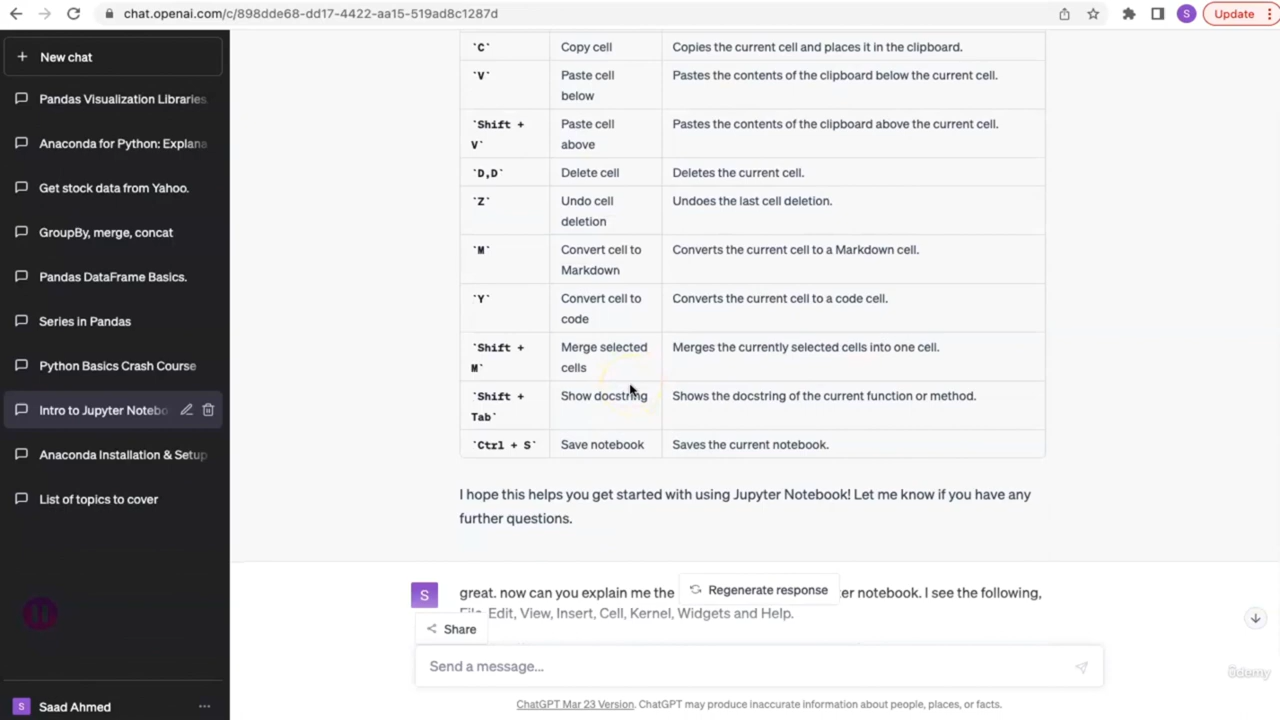 chat.openai.com/c/898dde68-dd17-4422-aa15-519ad8c1287d
S
Update
New chat
Pandas Visualization Libraries
Anaconda for Python: Explana
Get stock data from Yahoo.
GroupBy, merge, concat
Pandas DataFrame Basics.
Series in Pandas
Python Basics Crash Course
Intro to Jupyter Notebo
Anaconda Installation & Setup
List of topics to cover
S Saad Ahmed ...
`C` Copy cell Copies the current cell and places it in the clipboard.
`V` Paste cell Pastes the contents of the clipboard below the current cell.
below
`Shift + Paste cell Pastes the contents of the clipboard above the current cell.
V` above
`D,D` Delete cell Deletes the current cell.
`Z` Undo cell Undoes the last cell deletion.
deletion
`M` Convert cell to Converts the current cell to a Markdown cell.
Markdown
`Y` Convert cell to Converts the current cell to a code cell.
code
`Shift + Merge selected Merges the currently selected cells into one cell.
M` cells
`Shift + Show docstring Shows the docstring of the current function or method.
Tab`
`Ctrl + S` Save notebook Saves the current notebook.
I hope this helps you get started with using Jupyter Notebook! Let me know if you have any
further questions.
S great. now can you explain me the Regenerate response er notebook. I see the following,
File, Edit, View, Insert, Cell, Kernel, Widgets and Help.
Share
Send a message...
ChatGPT Mar 23 Version. ChatGPT may produce inaccurate information about people, places, or facts.
ûdemy